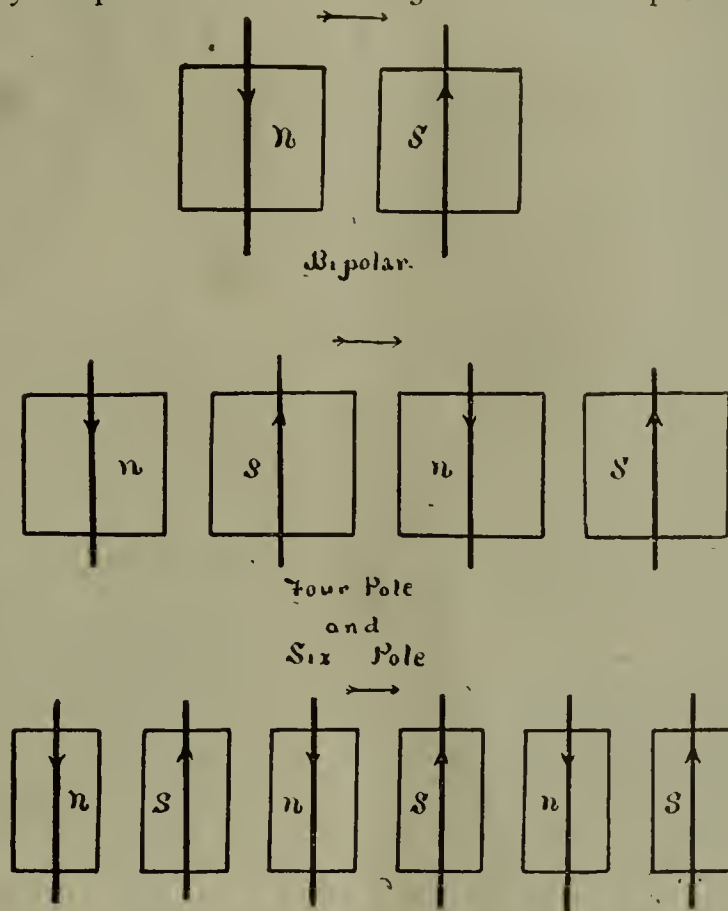 n S
Bipolar.
n S n S
Four Pole
and
Six Pole
n S n S n S